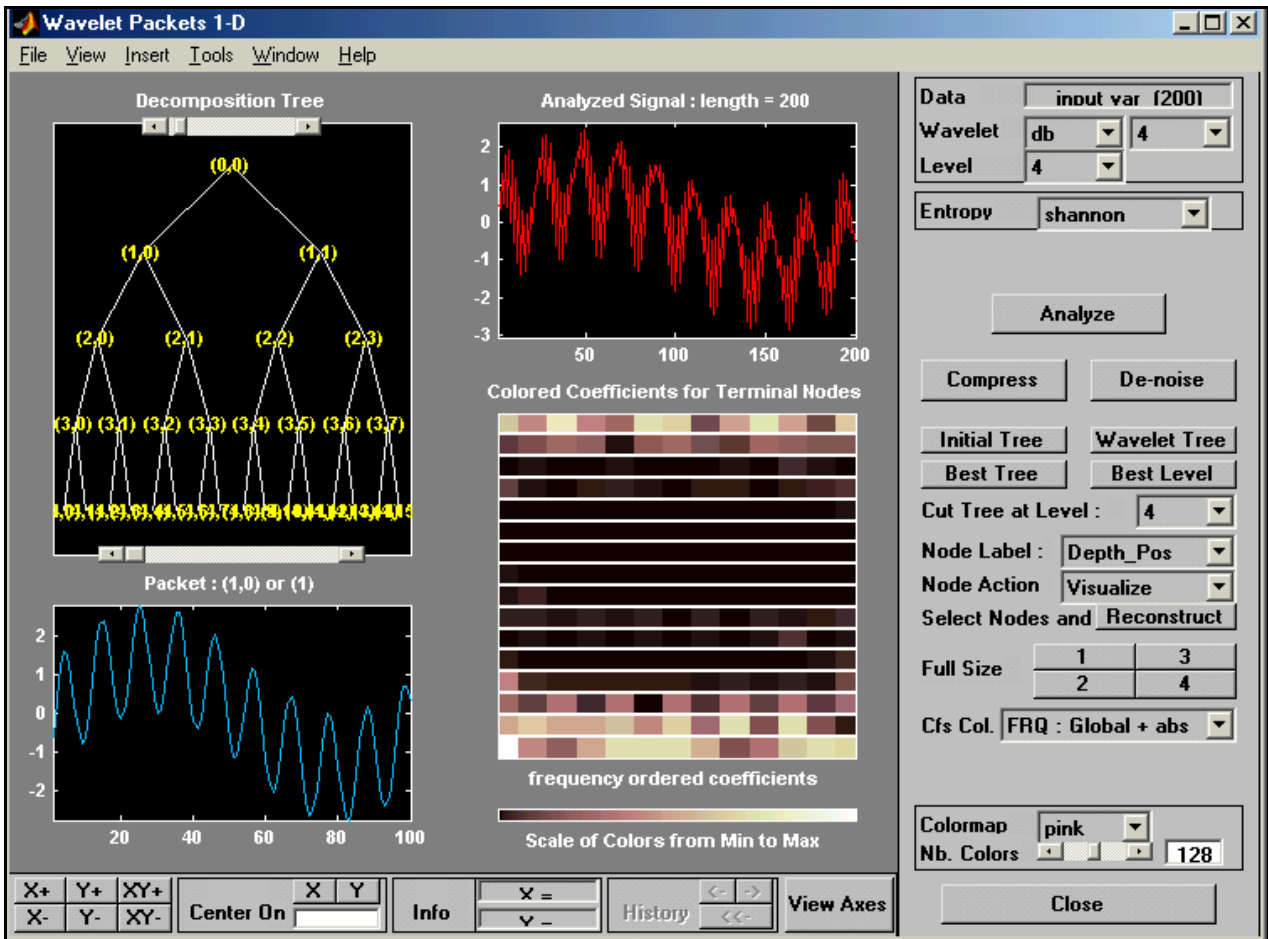 Wavelet Packets 1-D
File View Insert Tools Window Help
Decomposition Tree
(0,0)
(1,0) (1,1)
(2,0) (2,1) (2,2) (2,3)
(3,0) (3,1) (3,2) (3,3) (3,4) (3,5) (3,6) (3,7)
Packet : (1,0) or (1)
2
1
0
-1
-2
20 40 60 80 100
Analyzed Signal : length = 200
2
1
0
-1
-2
-3
50 100 150 200
Colored Coefficients for Terminal Nodes
frequency ordered coefficients
Scale of Colors from Min to Max
Data input_var (200)
Wavelet db 4
Level 4
Entropy shannon
Analyze
Compress De-noise
Initial Tree Wavelet Tree
Best Tree Best Level
Cut Tree at Level : 4
Node Label : Depth_Pos
Node Action Visualize
Select Nodes and Reconstruct
Full Size 1 3
2 4
Cfs Col. FRQ : Global + abs
Colormap pink
Nb. Colors 128
Close
X+ Y+ XY+
X- Y- XY-
Center On X Y
Info X =
Y =
History <- ->
<<-
View Axes